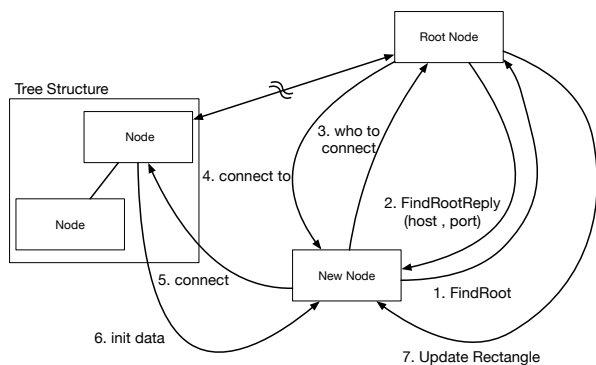 Root Node
Tree Structure
Node
3. who to
connect
4. connect to
Node
2. FindRootReply
(host , port)
5. connect
New Node
1. FindRoot
6. init data
7. Update Rectangle